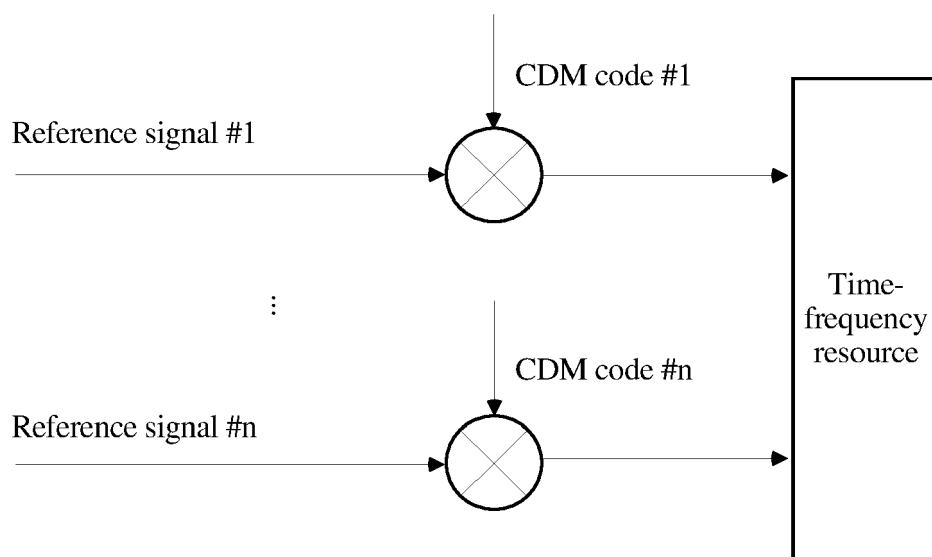 CDM code #1
Reference signal #1
Time-
frequency
resource
CDM code #n
Reference signal #n